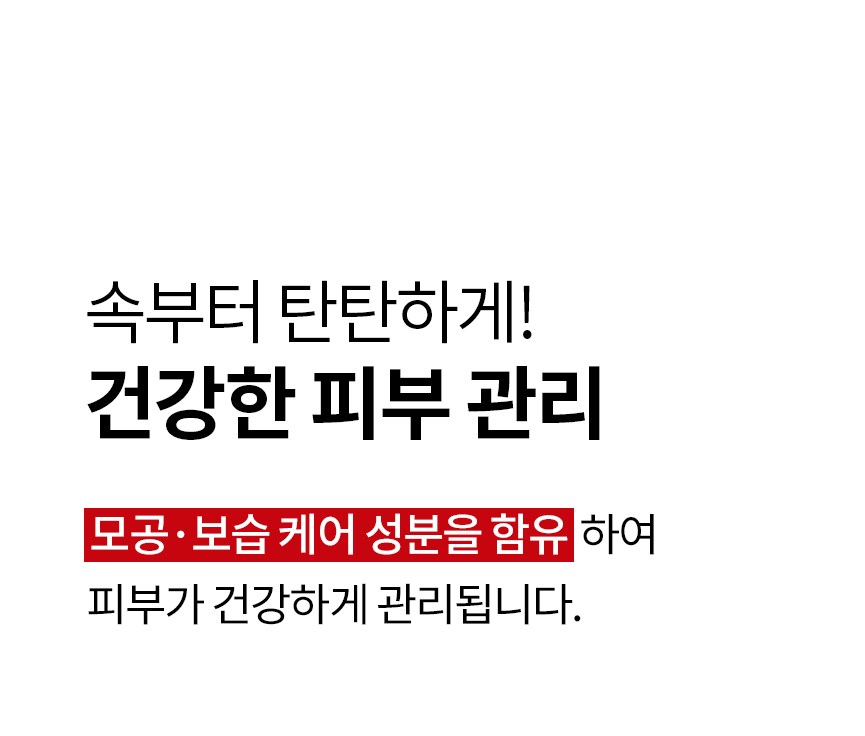 속부터 탄탄하게!
건강한 피부 관리
모공·보습 케어 성분을 함유 하여
피부가 건강하게 관리됩니다.